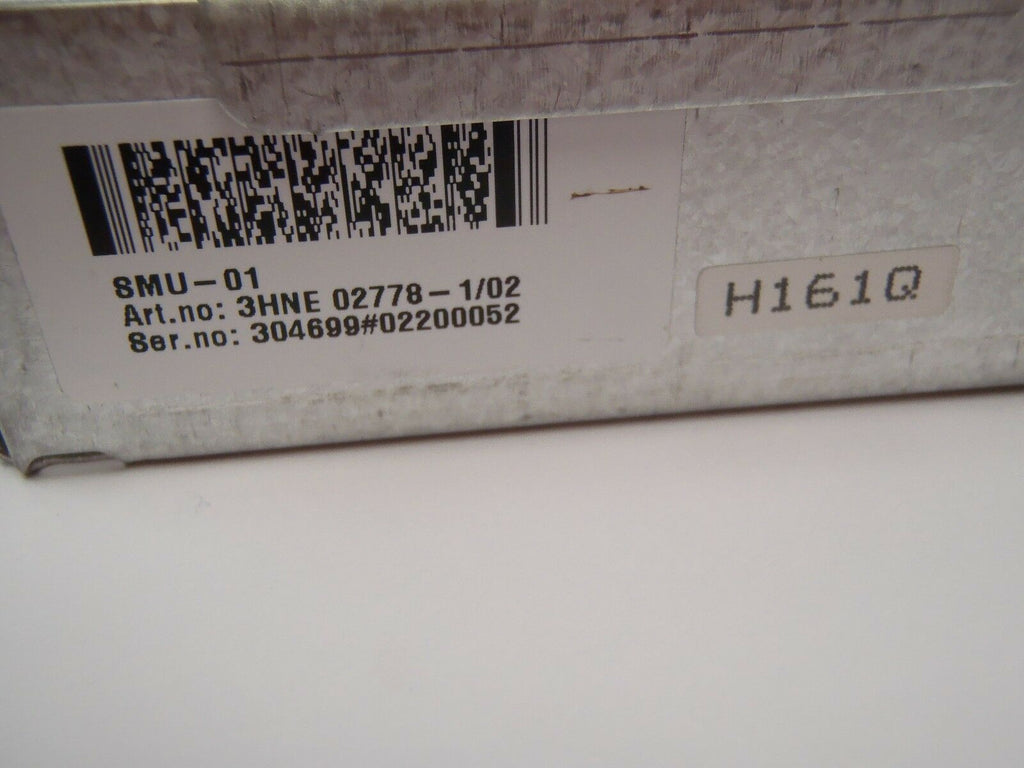 SMU-01
Art.no: 3HNE 02778-1/02
Ser.no: 304699#02200052
H161Q